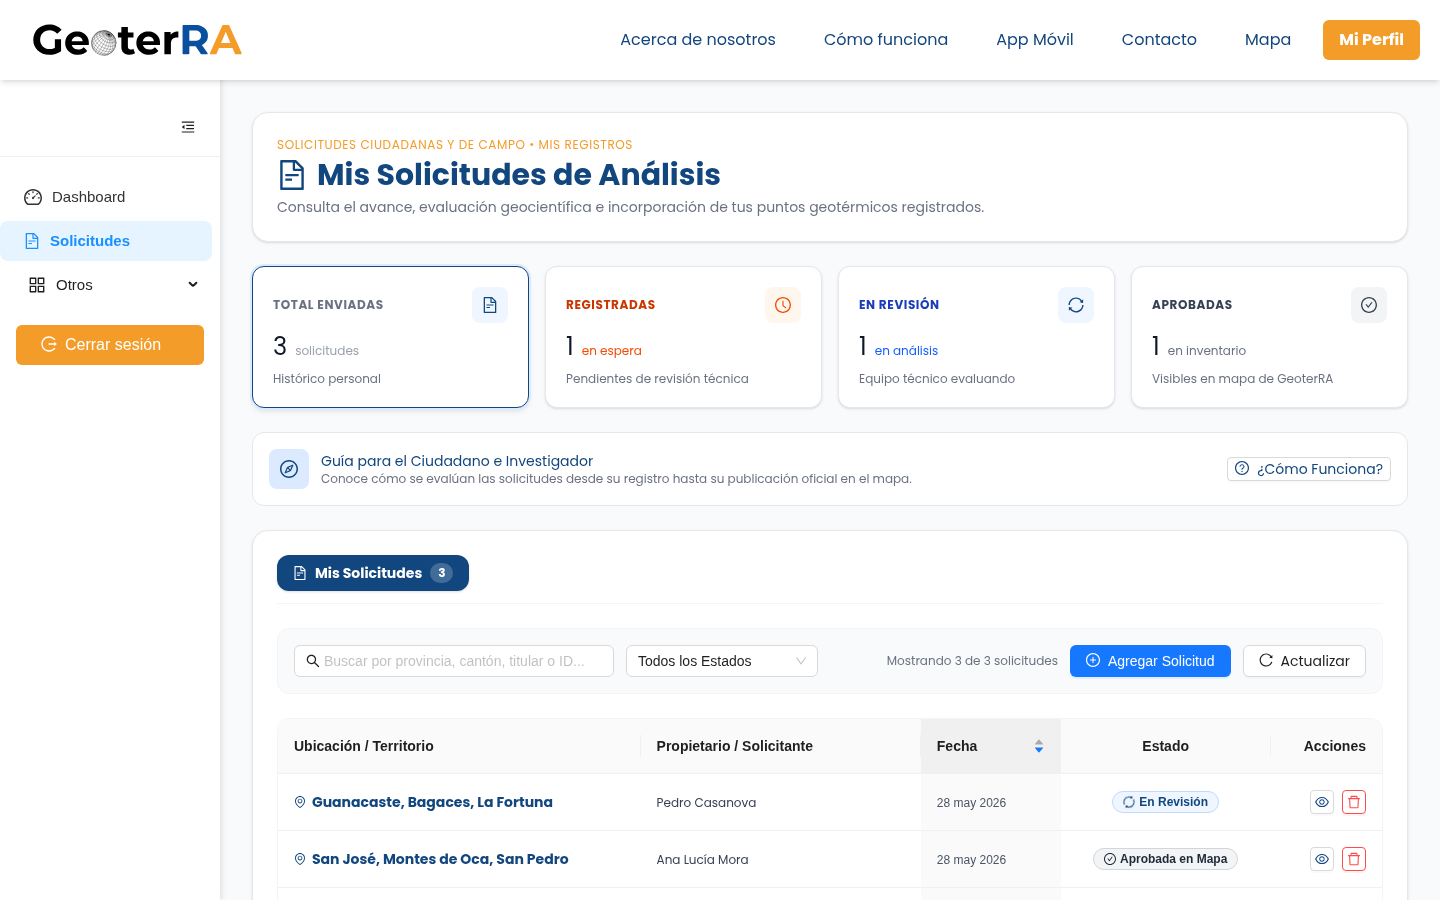 GeoterRA
Acerca de nosotros
Cómo funciona
App Móvil
Contacto
Mapa
Mi Perfil
Dashboard
Solicitudes
Otros
Cerrar sesión
SOLICITUDES CIUDADANAS Y DE CAMPO • MIS REGISTROS
Mis Solicitudes de Análisis
Consulta el avance, evaluación geocientífica e incorporación de tus puntos geotérmicos registrados.
TOTAL ENVIADAS
3 solicitudes
Histórico personal
REGISTRADAS
1 en espera
Pendientes de revisión técnica
EN REVISIÓN
1 en análisis
Equipo técnico evaluando
APROBADAS
1 en inventario
Visibles en mapa de GeoterRA
Guía para el Ciudadano e Investigador
Conoce cómo se evalúan las solicitudes desde su registro hasta su publicación oficial en el mapa.
¿Cómo Funciona?
Mis Solicitudes 3
Buscar por provincia, cantón, titular o ID...
Todos los Estados
Mostrando 3 de 3 solicitudes
Agregar Solicitud
Actualizar
Ubicación / Territorio
Propietario / Solicitante
Fecha
Estado
Acciones
Guanacaste, Bagaces, La Fortuna
Pedro Casanova
28 may 2026
En Revisión
San José, Montes de Oca, San Pedro
Ana Lucía Mora
28 may 2026
Aprobada en Mapa